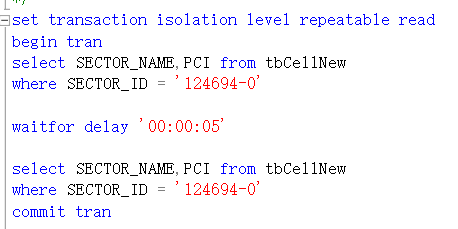 */
set transaction isolation level repeatable read
begin tran
select SECTOR_NAME,PCI from tbCellNew
where SECTOR_ID = '124694-0'
waitfor delay '00:00:05'
select SECTOR_NAME,PCI from tbCellNew
where SECTOR_ID = '124694-0'
commit tran